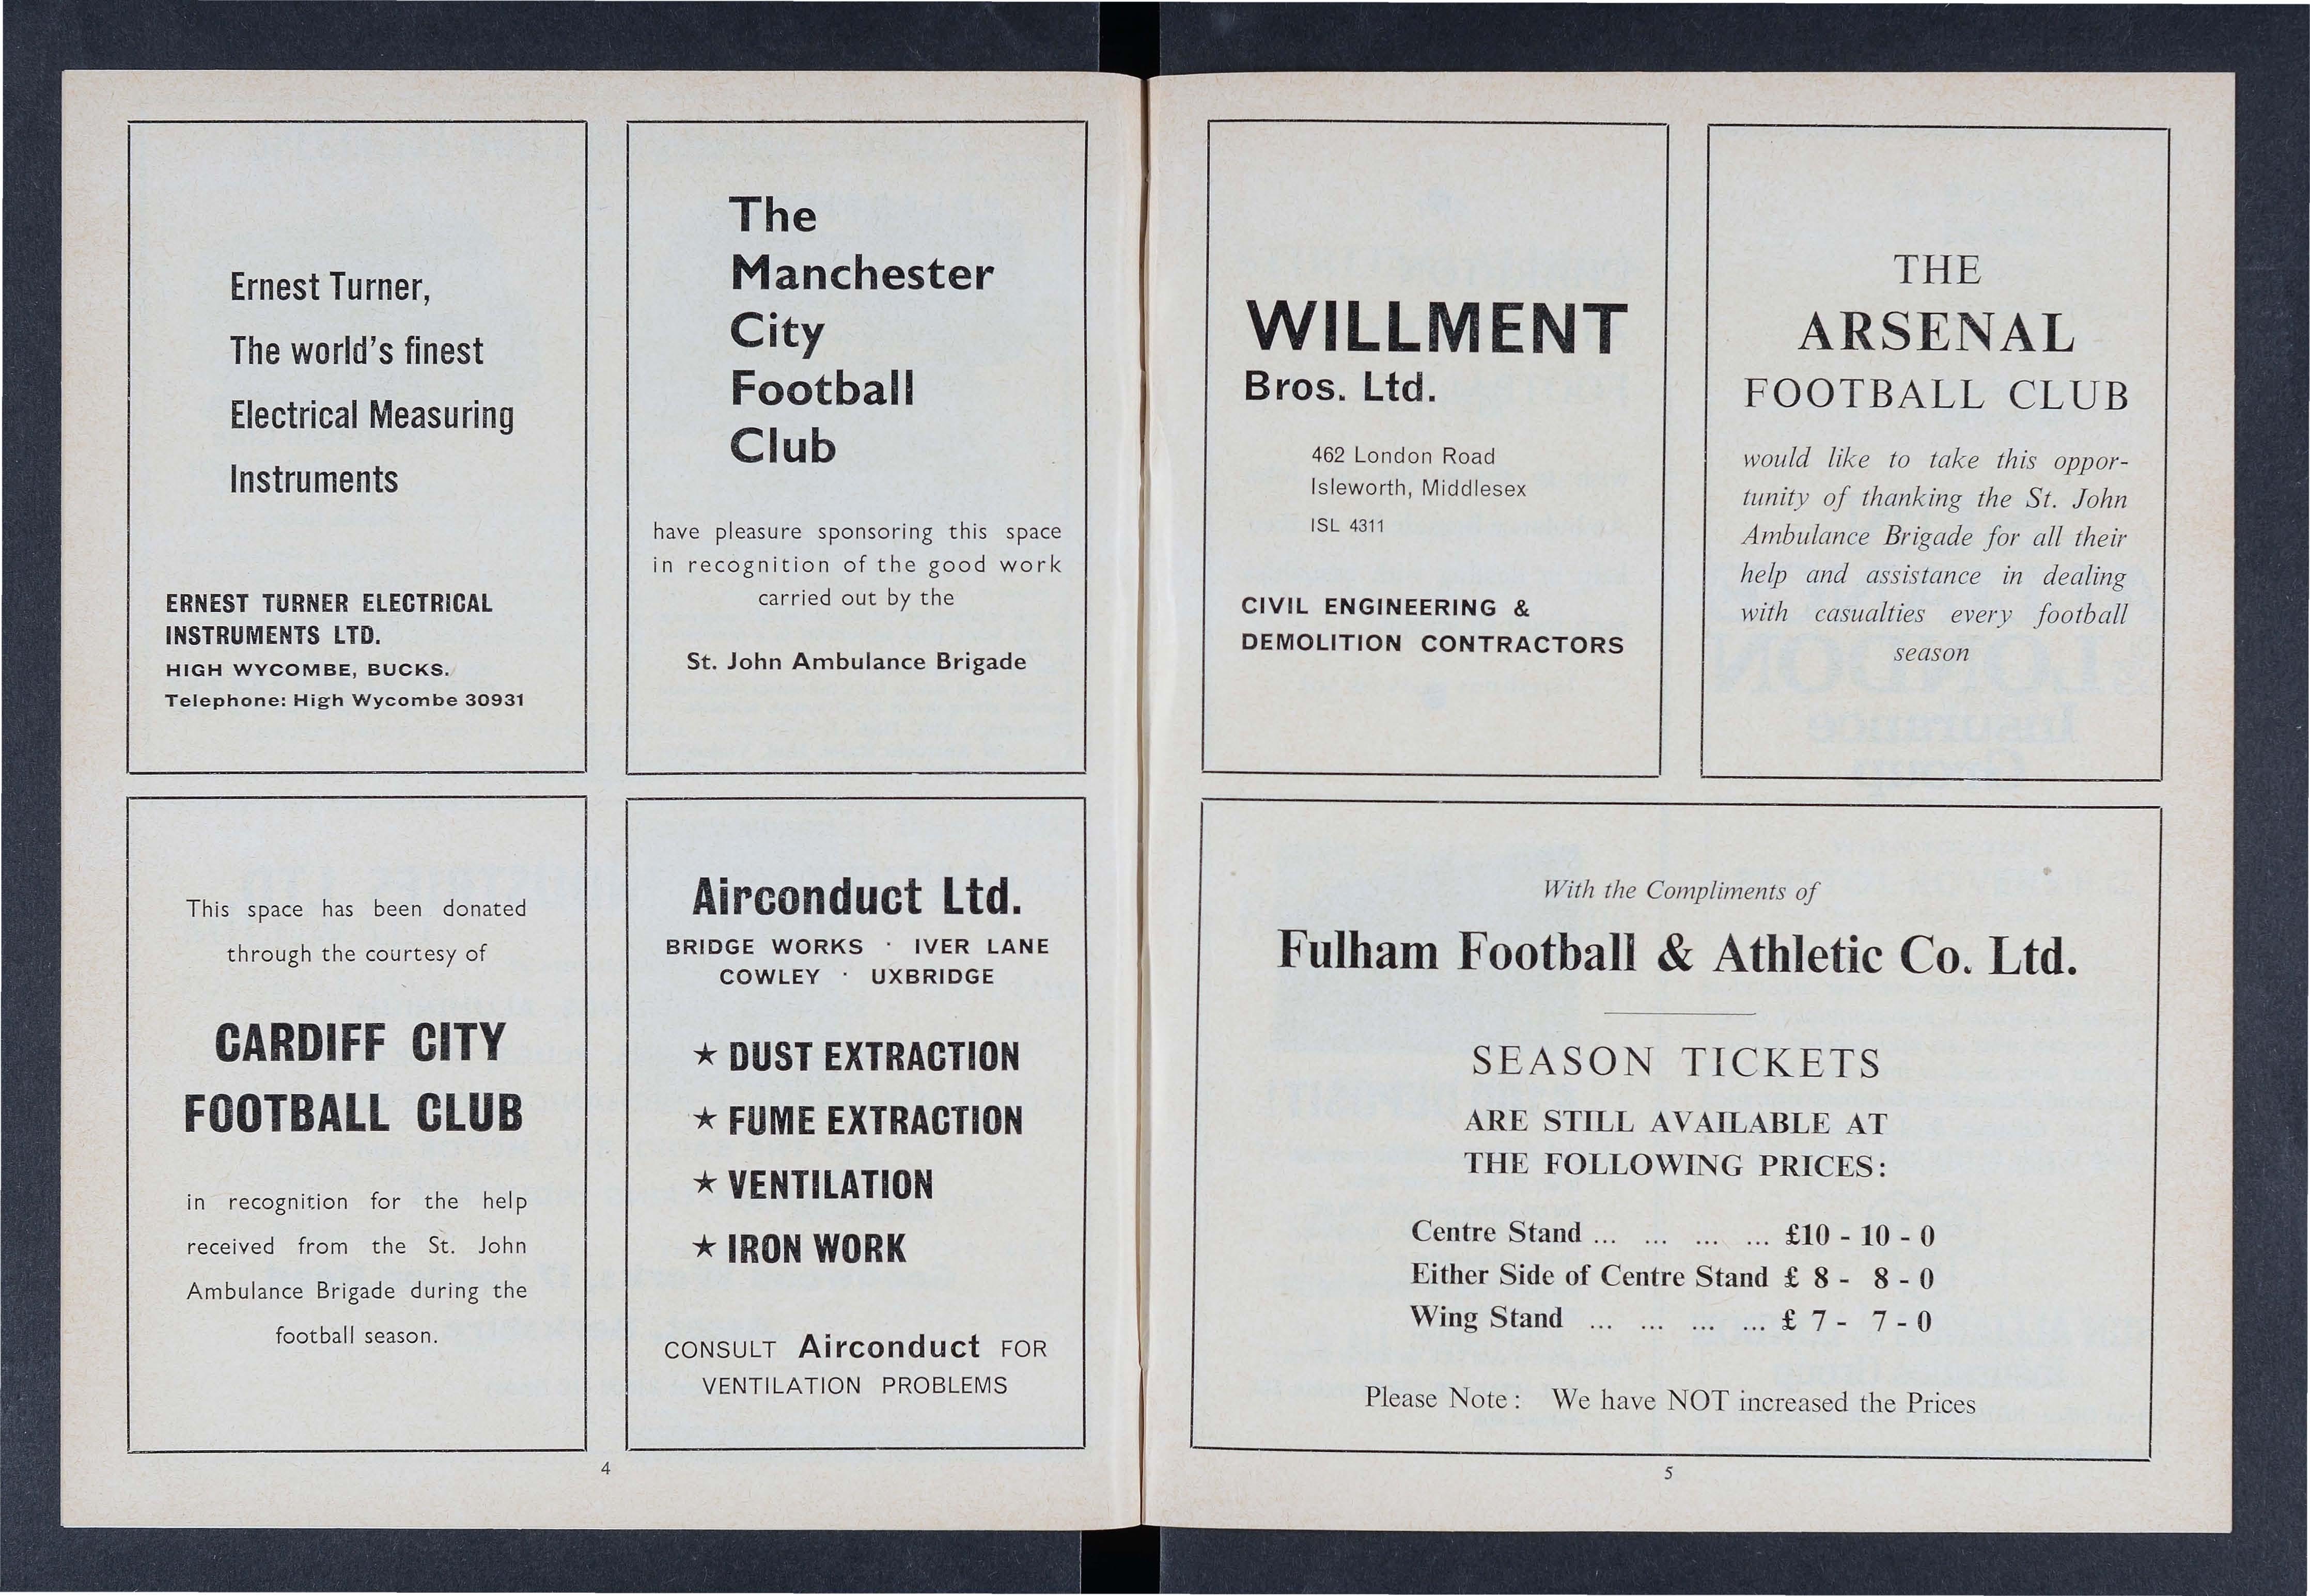 Ernest Turner,
The world's finest
Electrical Measuring
Instruments
ERNEST TURNER ELECTRICAL
INSTRUMENTS LTD.
HIGH WYCOMBE, BUCKS.
Telephone: High Wycombe 30931
The
Manchester
City
Football
Club
have pleasure sponsoring this space
in recognition of the good work
carried out by the
St. John Ambulance Brigade
This space has been donated
through the courtesy of
CARDIFF CITY
FOOTBALL CLUB
in recognition for the help
received from the St. John
Ambulance Brigade during the
football season.
Airconduct Ltd.
BRIDGE WORKS · IVER LANE
COWLEY · UXBRIDGE
★ DUST EXTRACTION
★ FUME EXTRACTION
★ VENTILATION
★ IRON WORK
CONSULT Airconduct FOR
VENTILATION PROBLEMS
4
WILLMENT
Bros. Ltd.
462 London Road
Isleworth, Middlesex
ISL 4311
CIVIL ENGINEERING &
DEMOLITION CONTRACTORS
THE
ARSENAL
FOOTBALL CLUB
would like to take this oppor-
tunity of thanking the St. John
Ambulance Brigade for all their
help and assistance in dealing
with casualties every football
season
With the Compliments of
Fulham Football & Athletic Co. Ltd.
SEASON TICKETS
ARE STILL AVAILABLE AT
THE FOLLOWING PRICES:
Centre Stand ... ... ... ... £10 - 10 - 0
Either Side of Centre Stand £ 8 - 8 - 0
Wing Stand ... ... ... ... £ 7 - 7 - 0
Please Note : We have NOT increased the Prices
5